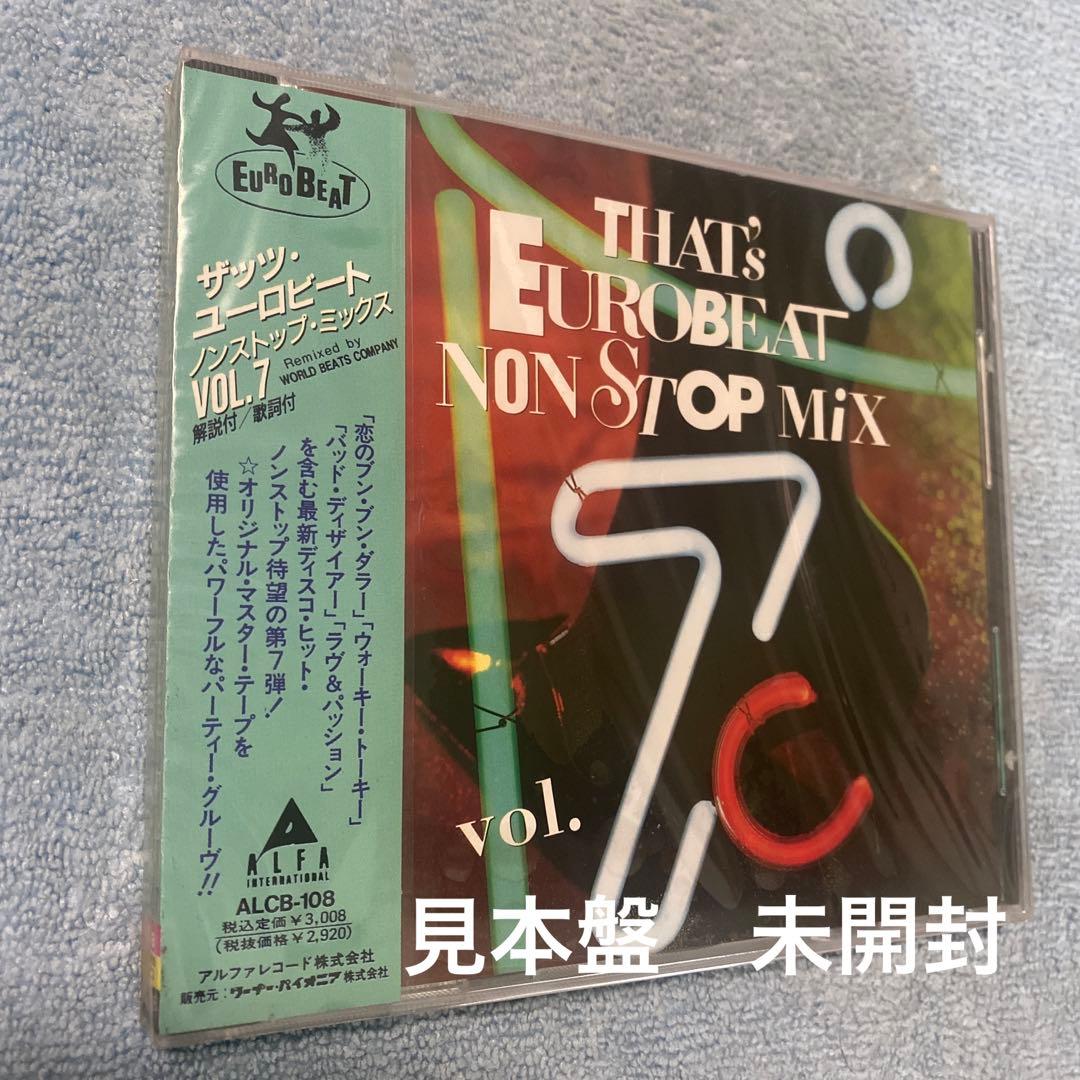 EUROBEAT
ザッツ・
ユーロビート
ノンストップ・ミックス
VOL.7
Remixed by
WORLD BEATS COMPANY
解説付/歌詞付
「恋のブン・ブン・ダラー」「ウォーキー・トーキー」
「バッド・ディザイアー」「ラヴ&パッション」
を含む最新ディスコ・ヒット・
ノンストップ待望の第7弾!
☆オリジナル・マスター・テープを
使用したパワーフルなパーティー・グルーヴ!!
ALFA
INTERNATIONAL
ALCB-108
税込定価¥3,008
(税抜価格¥2,920)
アルファレコード株式会社
販売元:ワーナー・パイオニア株式会社
THAT's
EUROBEAT
NON STOP MiX
vol.
7
見本盤 未開封